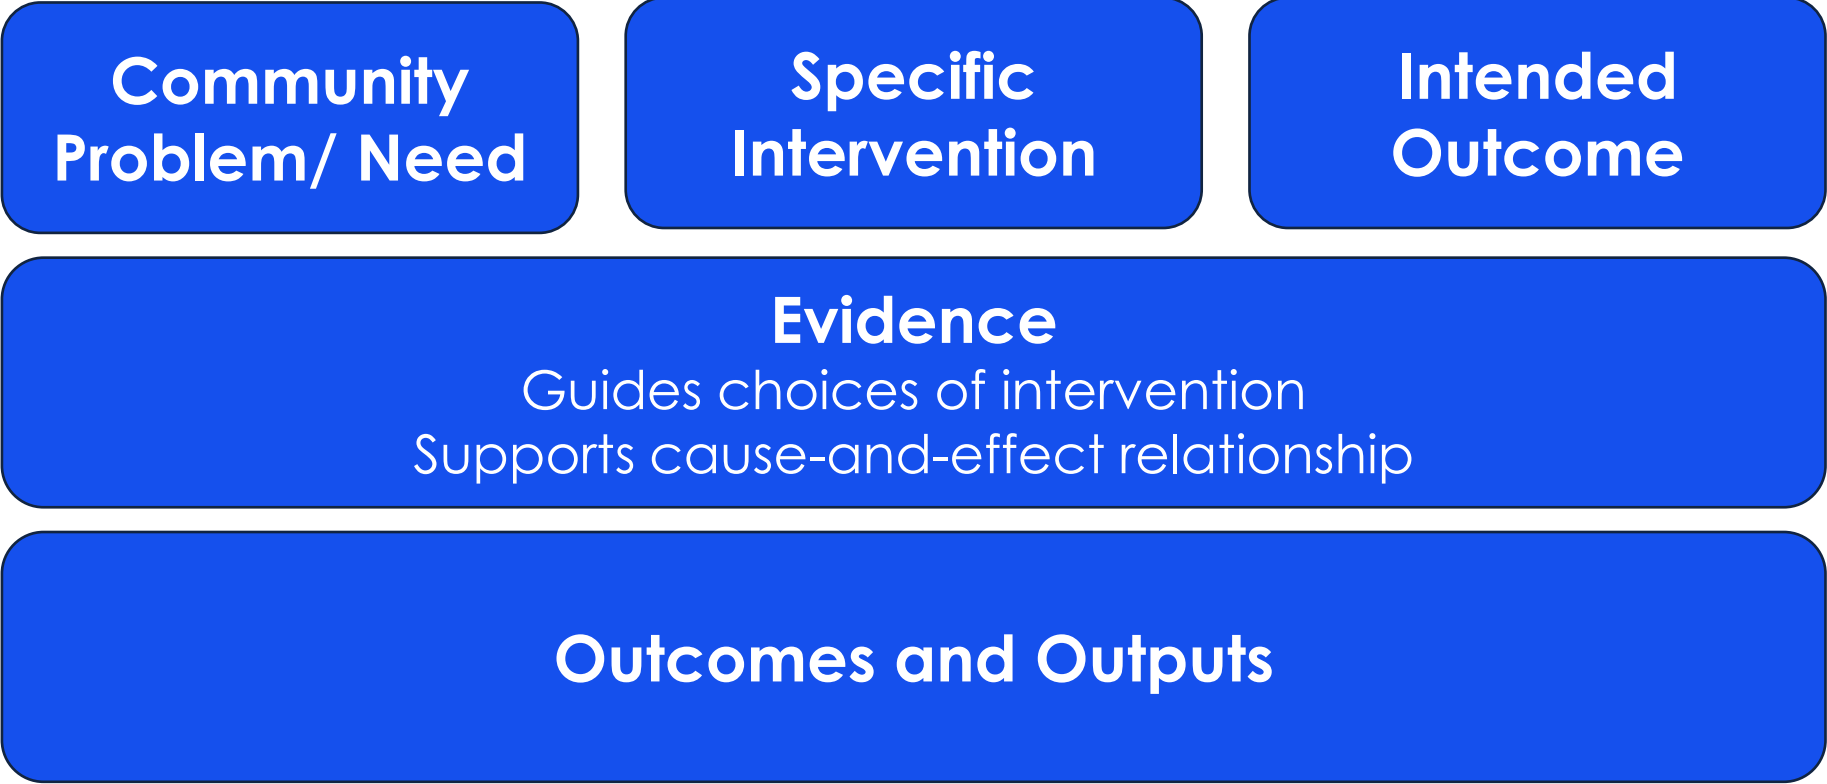 Community
Problem/ Need
Specific
Intervention
Intended
Outcome
Evidence
Guides choices of intervention
Supports cause-and-effect relationship
Outcomes and Outputs